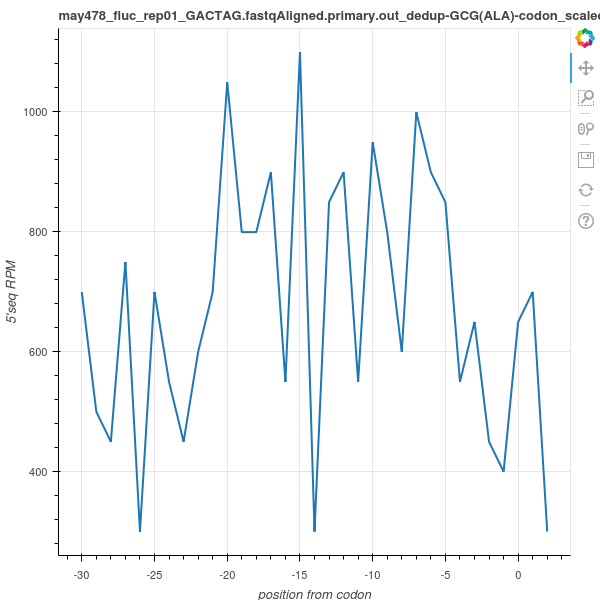 may478_fluc_rep01_GACTAG.fastqAligned.primary.out_dedup-GCG(ALA)-codon_scale
1000
800
600
400
5'seq RPM
-30 -25 -20 -15 -10 -5 0
position from codon